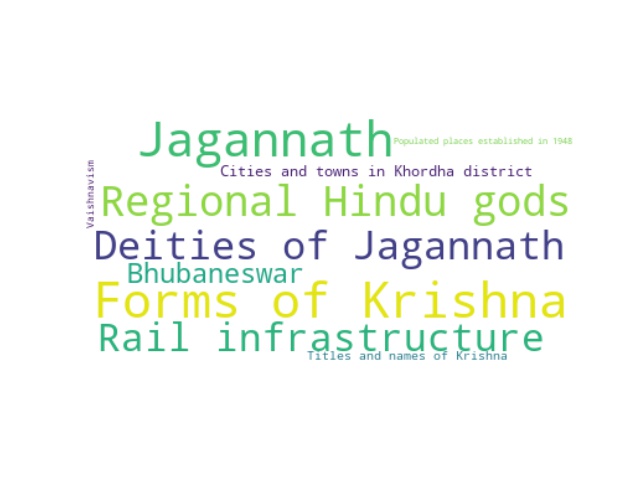 Jagannath
Populated places established in 1948
Cities and towns in Khordha district
Vaishnavism
Regional Hindu gods
Deities of Jagannath
Bhubaneswar
Forms of Krishna
Rail infrastructure
Titles and names of Krishna